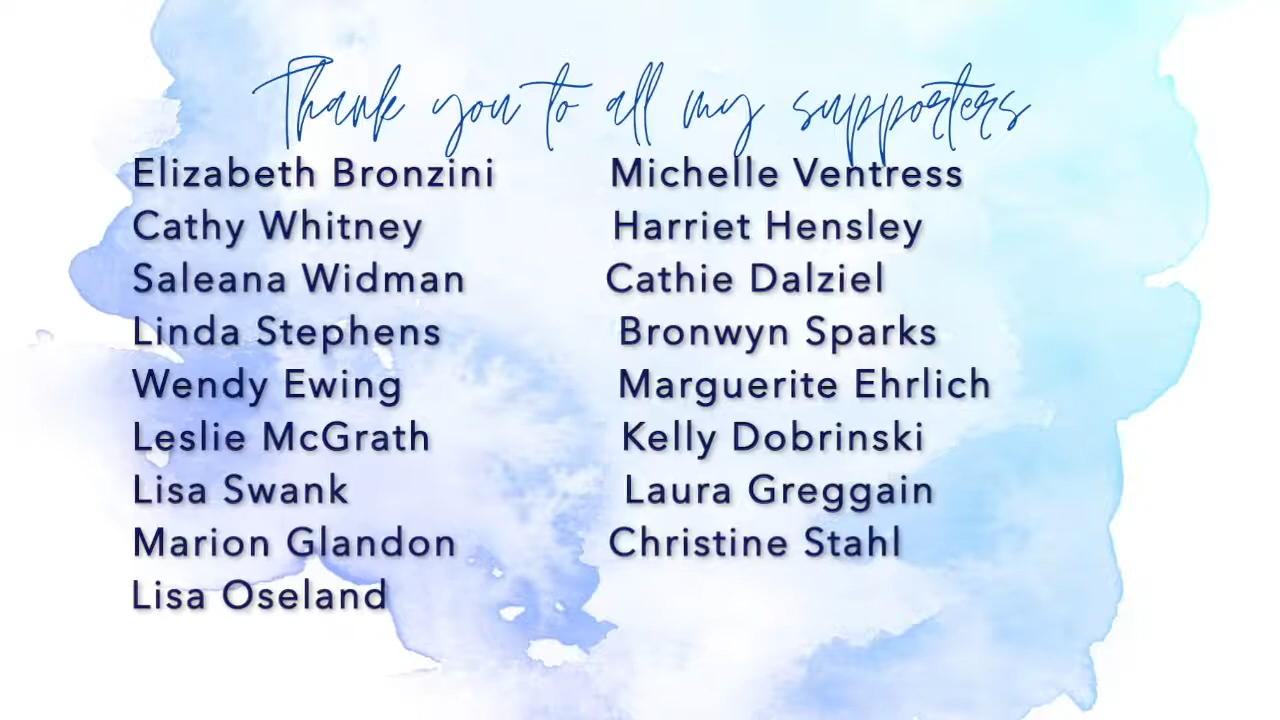 Thank you to all my supporters
Elizabeth Bronzini Michelle Ventress
Cathy Whitney Harriet Hensley
Saleana Widman Cathie Dalziel
Linda Stephens Bronwyn Sparks
Wendy Ewing Marguerite Ehrlich
Leslie McGrath Kelly Dobrinski
Lisa Swank Laura Greggain
Marion Glandon Christine Stahl
Lisa Oseland